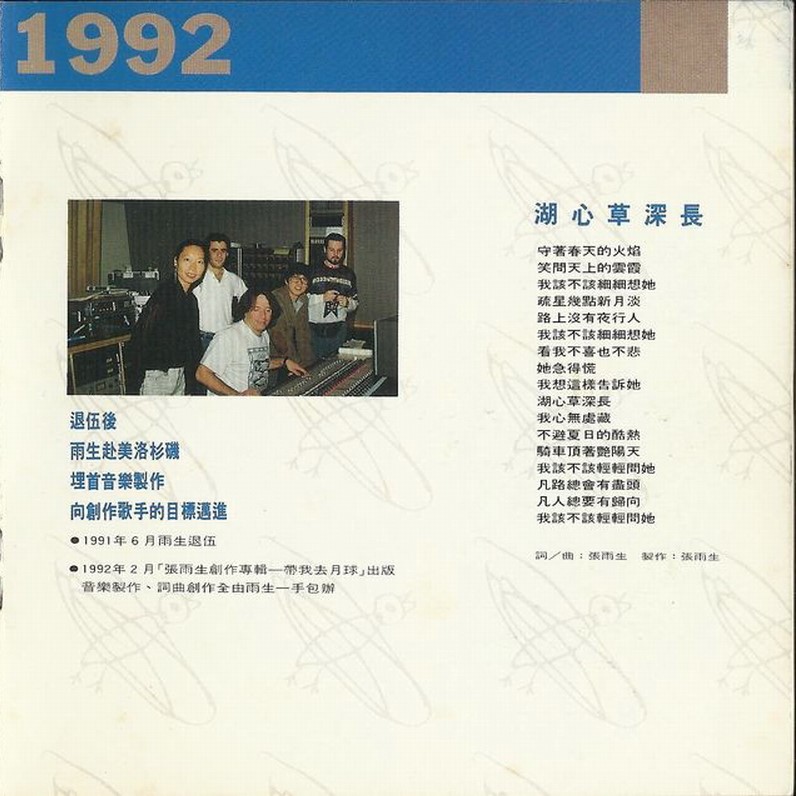 1992
退伍後
雨生赴美洛杉磯
埋首音樂製作
向創作歌手的目標邁進
●1991年6月雨生退伍
●1992年2月「張雨生創作專輯—帶我去月球」出版
音樂製作、詞曲創作全由雨生一手包辦
湖心草深長
守著春天的火焰
笑問天上的雲霞
我該不該細細想她
疏星幾點新月淡
路上沒有夜行人
我該不該細細想她
看我不喜也不悲
她急得慌
我想這樣告訴她
湖心草深長
我心無處藏
不避夏日的酷熱
騎車頂著艷陽天
我該不該輕輕問她
凡路總會有盡頭
凡人總要有歸向
我該不該輕輕問她
詞／曲：張雨生　製作：張雨生